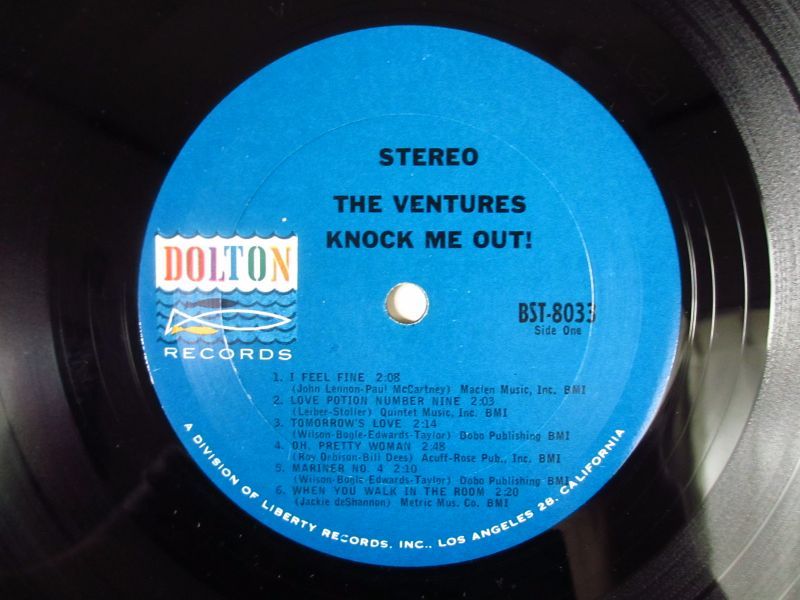 STEREO
THE VENTURES
KNOCK ME OUT!
DOLTON
RECORDS
BST-8033
Side One
1. I FEEL FINE 2:08
(John Lennon-Paul McCartney) Maclen Music, Inc. BMI
2. LOVE POTION NUMBER NINE 2:03
(Leiber-Stoller) Quintet Music, Inc. BMI
3. TOMORROW'S LOVE 2:14
(Wilson-Bogle-Edwards-Taylor) Dobo Publishing BMI
4. OH, PRETTY WOMAN 2:48
(Roy Orbison-Bill Dees) Acuff-Rose Pub., Inc. BMI
5. MARINER NO. 4 2:10
(Wilson-Bogle-Edwards-Taylor) Dobo Publishing BMI
6. WHEN YOU WALK IN THE ROOM 2:20
(Jackie deShannon) Metric Mus. Co. BMI
A DIVISION OF LIBERTY RECORDS, INC., LOS ANGELES 28, CALIFORNIA